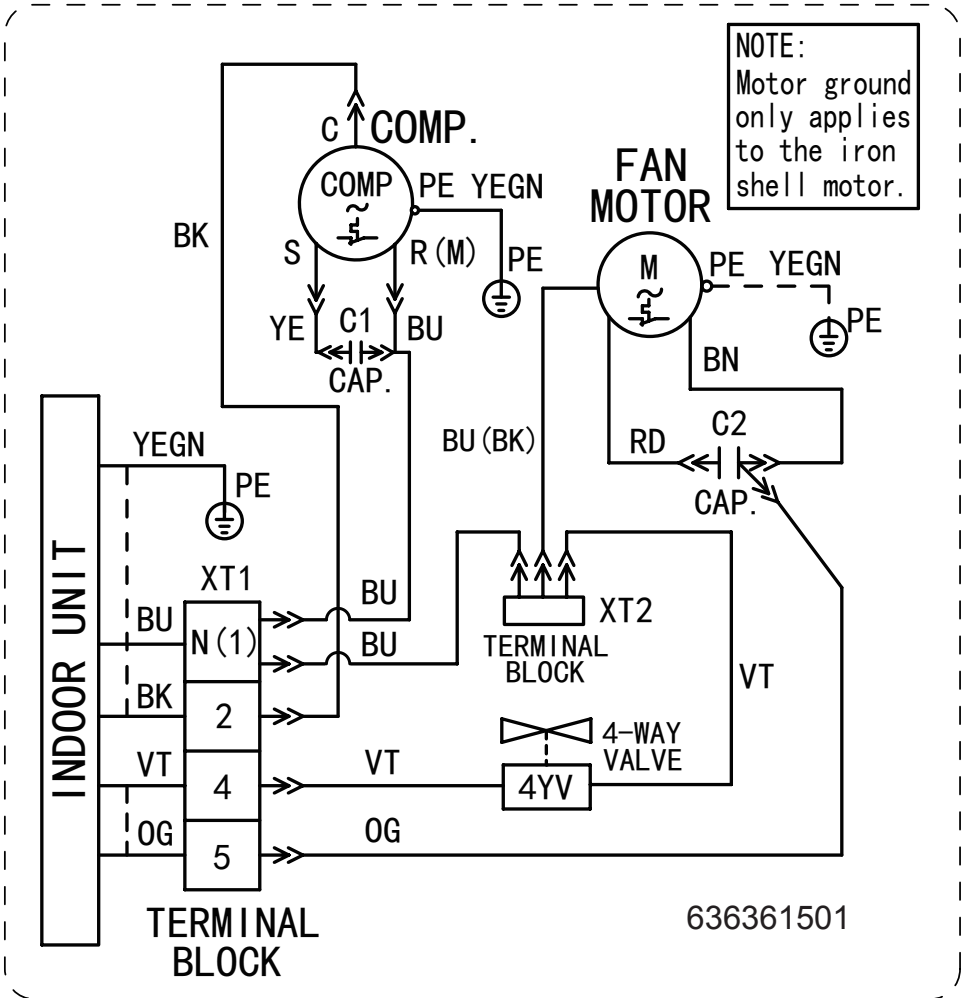 NOTE:
Motor ground
only applies
to the iron
shell motor.
C COMP.
COMP
PE YEGN
S
R(M)
PE
BK
YE
C1
BU
CAP.
FAN
MOTOR
M
PE YEGN
PE
BN
BU(BK)
RD
C2
CAP.
INDOOR UNIT
YEGN
PE
XT1
BU
N(1)
BU
BU
BK
2
VT
4
VT
OG
5
OG
TERMINAL
BLOCK
XT2
TERMINAL
BLOCK
VT
4-WAY
VALVE
4YV
636361501